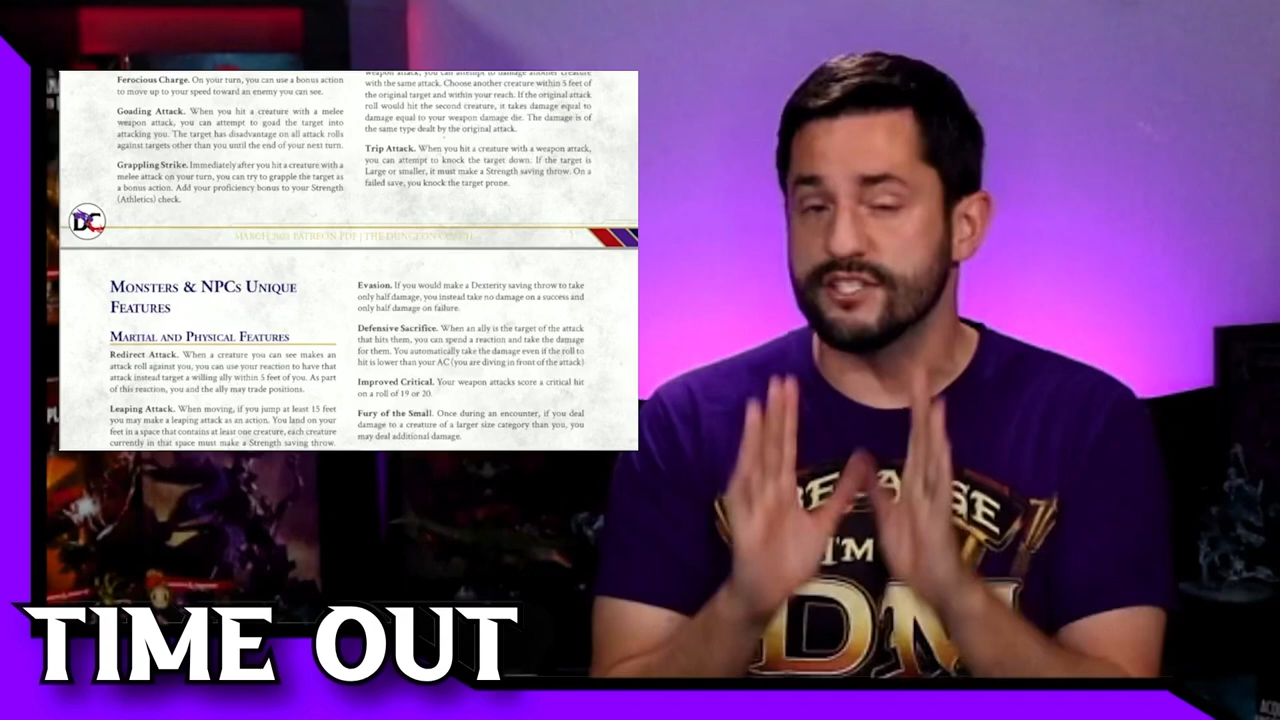 Ferocious Charge. On your turn, you can use a bonus action
to move up to your speed toward an enemy you can see.
Goading Attack. When you hit a creature with a melee
weapon attack, you can attempt to goad the target into
attacking you. The target has disadvantage on all attack rolls
against targets other than you until the end of your next turn.
Grappling Strike. Immediately after you hit a creature with a
melee attack on your turn, you can try to grapple the target as
a bonus action. Add your proficiency bonus to your Strength
(Athletics) check.
weapon attack, you can attempt to damage another creature
with the same attack. Choose another creature within 5 feet of
the original target and within your reach. If the original attack
roll would hit the second creature, it takes damage equal to
damage equal to your weapon damage die. The damage is of
the same type dealt by the original attack.
Trip Attack. When you hit a creature with a weapon attack,
you can attempt to knock the target down. If the target is
Large or smaller, it must make a Strength saving throw. On a
failed save, you knock the target prone.
DC
MARCH 2021 PATREON PDF | THE DUNGEON COACH
Monsters & NPCs Unique
Features
Martial and Physical Features
Redirect Attack. When a creature you can see makes an
attack roll against you, you can use your reaction to have that
attack instead target a willing ally within 5 feet of you. As part
of this reaction, you and the ally may trade positions.
Leaping Attack. When moving, if you jump at least 15 feet
you may make a leaping attack as an action. You land on your
feet in a space that contains at least one creature, each creature
currently in that space must make a Strength saving throw.
Evasion. If you would make a Dexterity saving throw to take
only half damage, you instead take no damage on a success and
only half damage on failure.
Defensive Sacrifice. When an ally is the target of the attack
that hits them, you can spend a reaction and take the damage
for them. You automatically take the damage even if the roll to
hit is lower than your AC (you are diving in front of the attack)
Improved Critical. Your weapon attacks score a critical hit
on a roll of 19 or 20.
Fury of the Small. Once during an encounter, if you deal
damage to a creature of a larger size category than you, you
may deal additional damage.
I'M
DM
TIME OUT